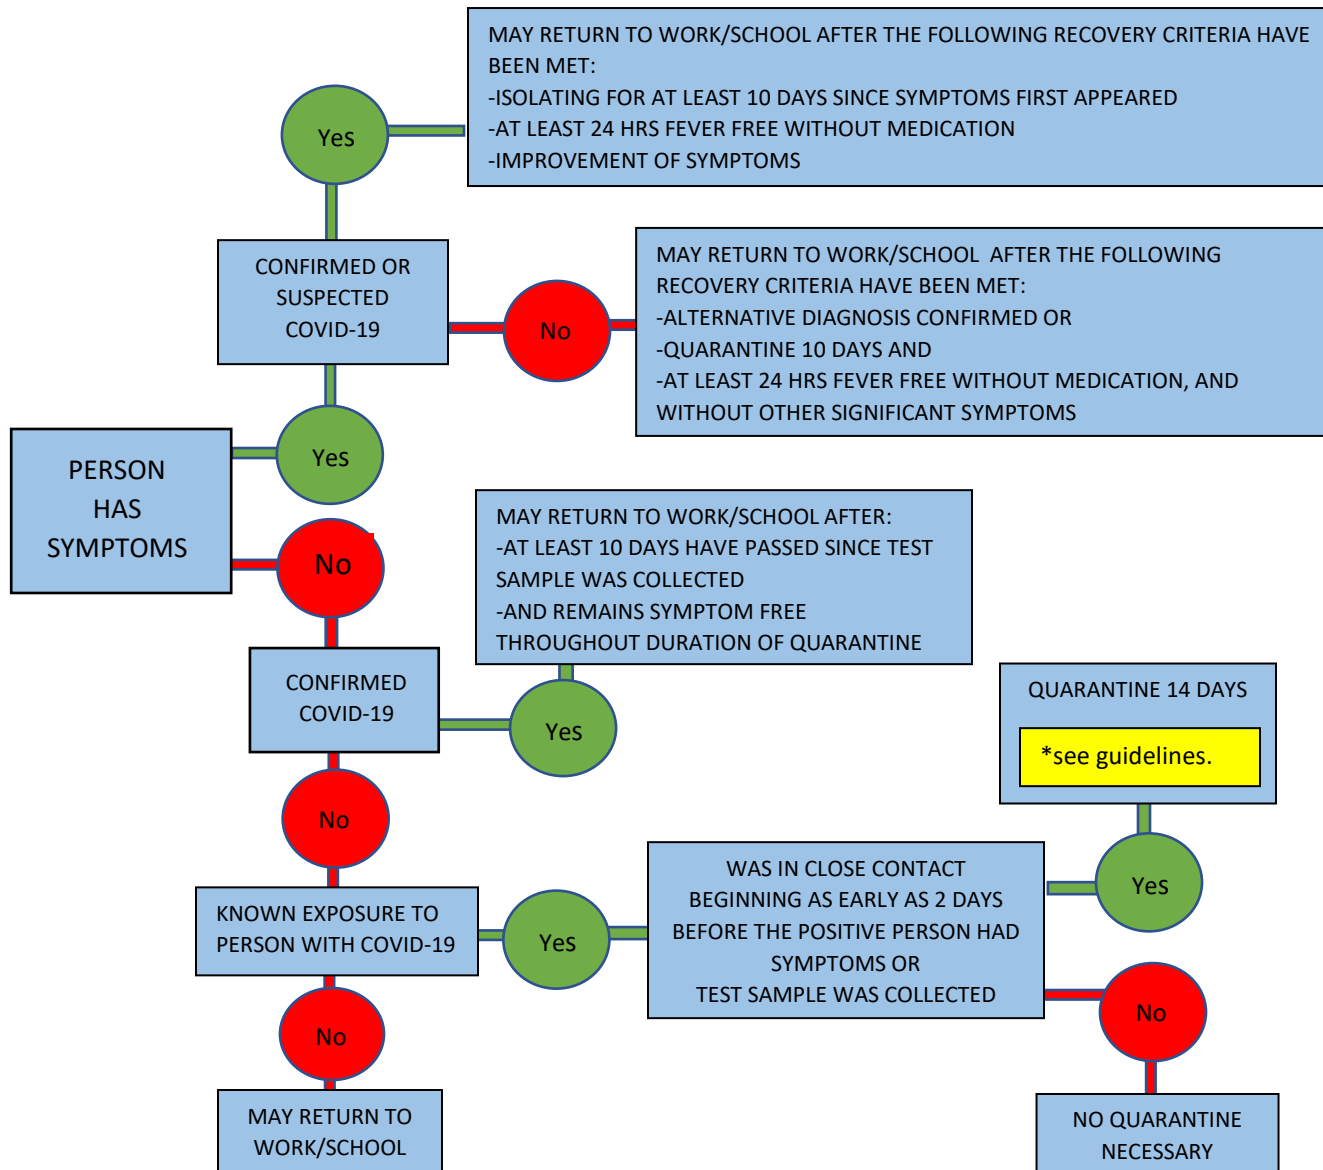 MAY RETURN TO WORK/SCHOOL AFTER THE FOLLOWING RECOVERY CRITERIA HAVE
BEEN MET:
-ISOLATING FOR AT LEAST 10 DAYS SINCE SYMPTOMS FIRST APPEARED
-AT LEAST 24 HRS FEVER FREE WITHOUT MEDICATION
-IMPROVEMENT OF SYMPTOMS
Yes
CONFIRMED OR
SUSPECTED
COVID-19
No
MAY RETURN TO WORK/SCHOOL AFTER THE FOLLOWING
RECOVERY CRITERIA HAVE BEEN MET:
-ALTERNATIVE DIAGNOSIS CONFIRMED OR
-QUARANTINE 10 DAYS AND
-AT LEAST 24 HRS FEVER FREE WITHOUT MEDICATION, AND
WITHOUT OTHER SIGNIFICANT SYMPTOMS
Yes
PERSON
HAS
SYMPTOMS
No
MAY RETURN TO WORK/SCHOOL AFTER:
-AT LEAST 10 DAYS HAVE PASSED SINCE TEST
SAMPLE WAS COLLECTED
-AND REMAINS SYMPTOM FREE
THROUGHOUT DURATION OF QUARANTINE
CONFIRMED
COVID-19
Yes
QUARANTINE 14 DAYS
*see guidelines.
No
Yes
WAS IN CLOSE CONTACT
BEGINNING AS EARLY AS 2 DAYS
BEFORE THE POSITIVE PERSON HAD
SYMPTOMS OR
TEST SAMPLE WAS COLLECTED
KNOWN EXPOSURE TO
PERSON WITH COVID-19
Yes
No
No
MAY RETURN TO
WORK/SCHOOL
NO QUARANTINE
NECESSARY